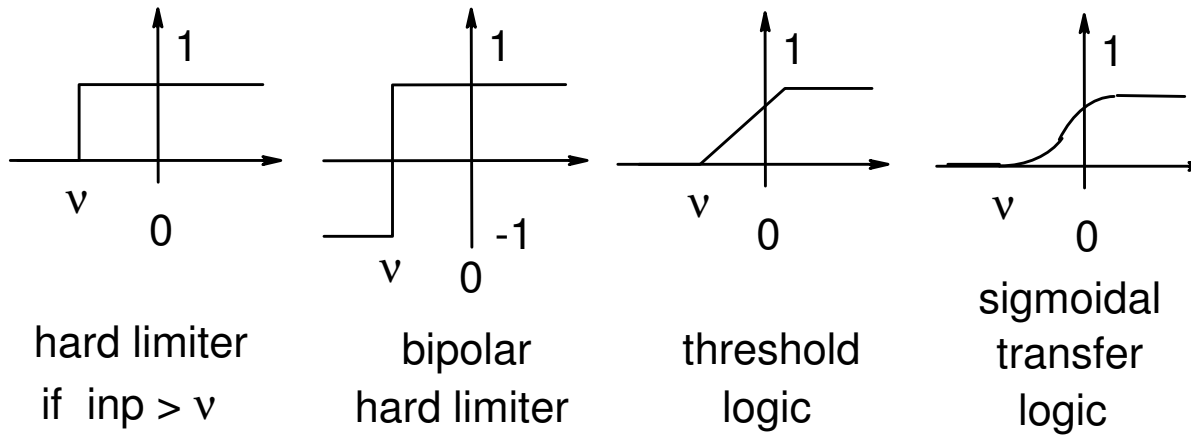 1
ν
0
hard limiter
if inp > ν
1
-1
ν
0
bipolar
hard limiter
1
ν
0
threshold
logic
1
ν
0
sigmoidal
transfer
logic